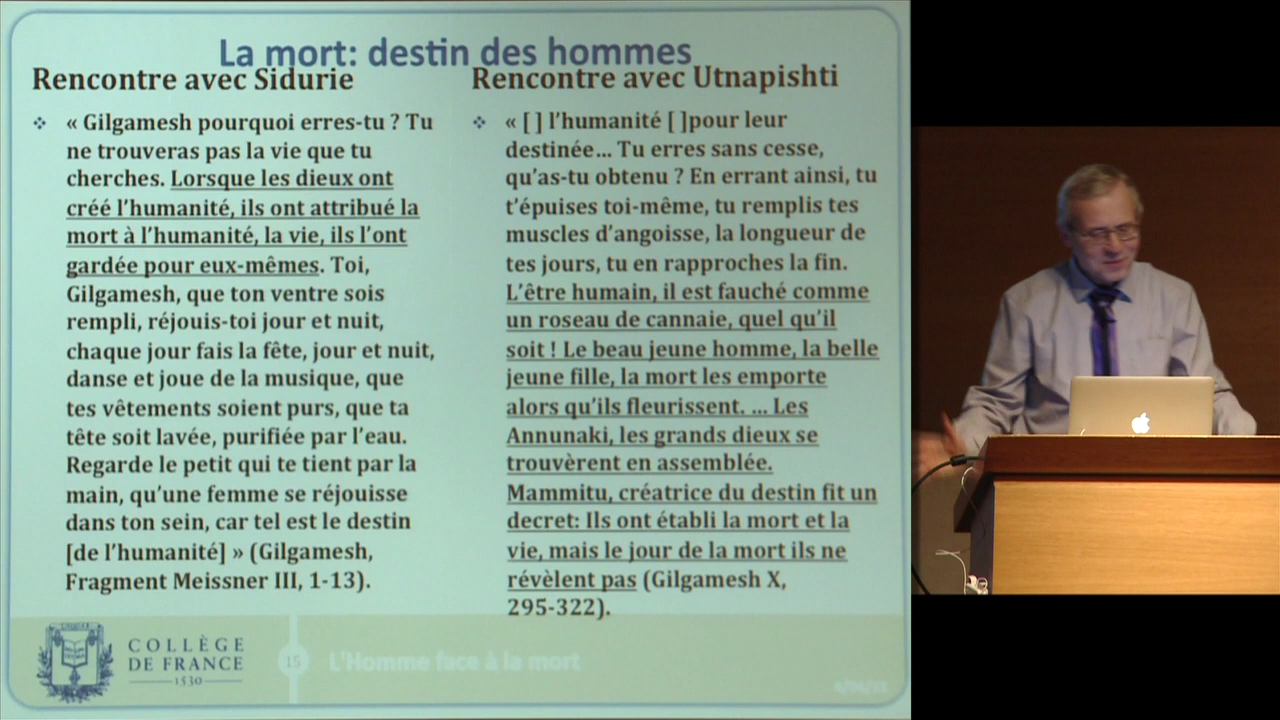 La mort: destin des hommes
Rencontre avec Sidurie
❖ « Gilgamesh pourquoi erres-tu ? Tu
ne trouveras pas la vie que tu
cherches. Lorsque les dieux ont
créé l'humanité, ils ont attribué la
mort à l'humanité, la vie, ils l'ont
gardée pour eux-mêmes. Toi,
Gilgamesh, que ton ventre sois
rempli, réjouis-toi jour et nuit,
chaque jour fais la fête, jour et nuit,
danse et joue de la musique, que
tes vêtements soient purs, que ta
tête soit lavée, purifiée par l'eau.
Regarde le petit qui te tient par la
main, qu'une femme se réjouisse
dans ton sein, car tel est le destin
[de l'humanité] » (Gilgamesh,
Fragment Meissner III, 1-13).
Rencontre avec Utnapishti
❖ « [ ] l'humanité [ ]pour leur
destinée... Tu erres sans cesse,
qu'as-tu obtenu ? En errant ainsi, tu
t'épuises toi-même, tu remplis tes
muscles d'angoisse, la longueur de
tes jours, tu en rapproches la fin.
L'être humain, il est fauché comme
un roseau de cannaie, quel qu'il
soit ! Le beau jeune homme, la belle
jeune fille, la mort les emporte
alors qu'ils fleurissent. ... Les
Annunaki, les grands dieux se
trouvèrent en assemblée.
Mammitu, créatrice du destin fit un
decret: Ils ont établi la mort et la
vie, mais le jour de la mort ils ne
révèlent pas (Gilgamesh X,
295-322).
COLLÈGE
DE FRANCE
1530
15
L'Homme face à la mort